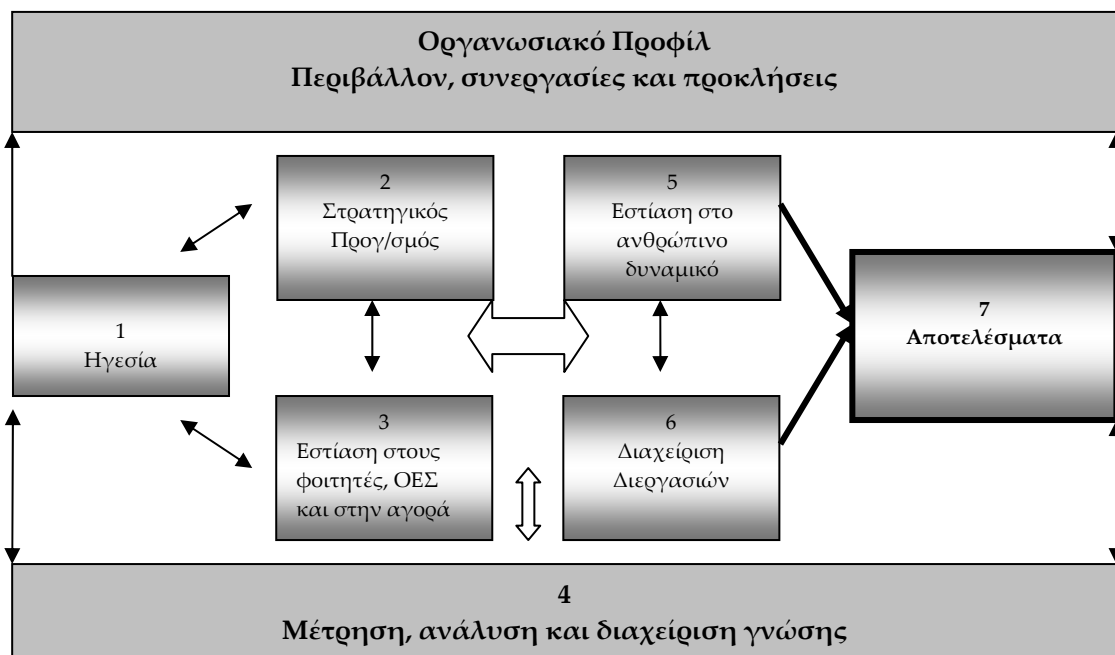 Οργανωσιακό Προφίλ
Περιβάλλον, συνεργασίες και προκλήσεις
2
Στρατηγικός
Προγ/σμός
5
Εστίαση στο
ανθρώπινο
δυναμικό
1
Ηγεσία
7
Αποτελέσματα
3
Εστίαση στους
φοιτητές, ΟΕΣ
και στην αγορά
6
Διαχείριση
Διεργασιών
4
Μέτρηση, ανάλυση και διαχείριση γνώσης